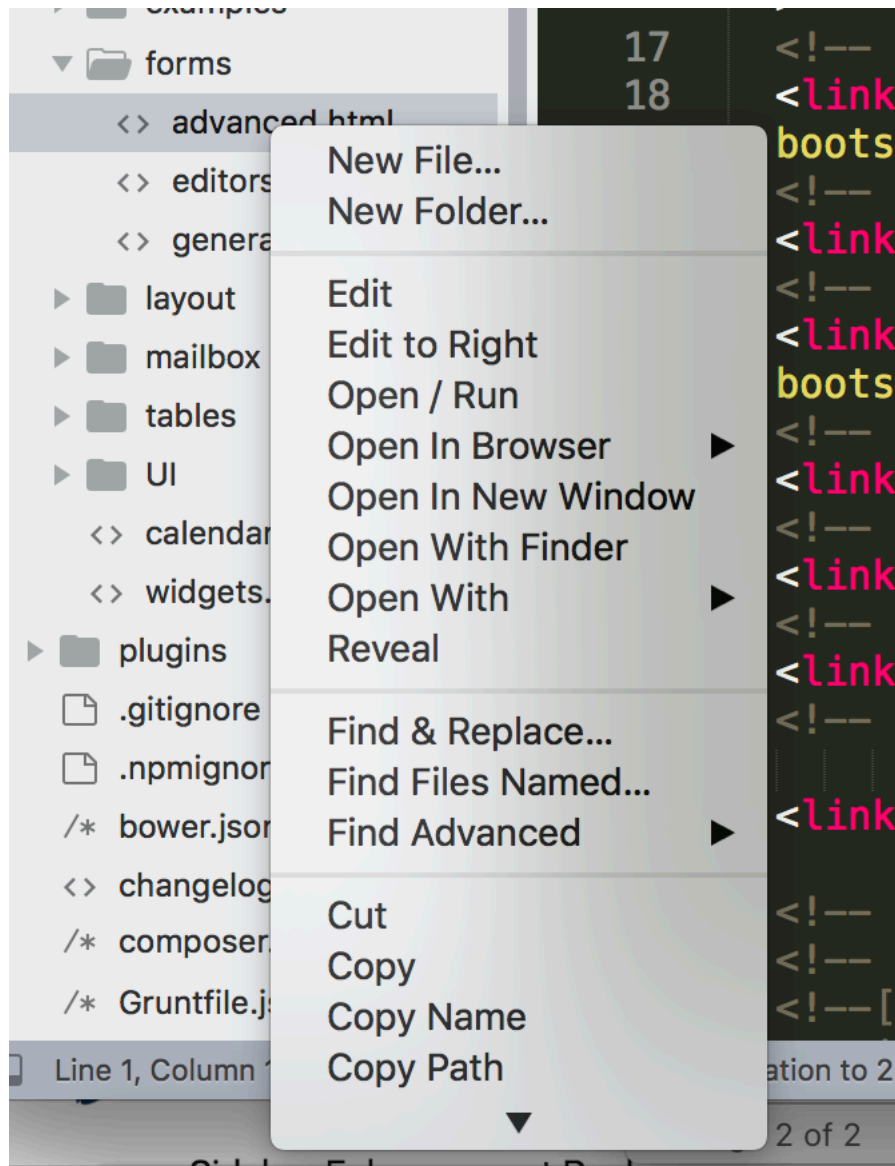 forms
advanced.html
editors
genera
layout
mailbox
tables
UI
calendar
widgets.
plugins
.gitignore
.npmignor
bower.json
changelog
composer.
Gruntfile.js
Line 1, Column 1
New File...
New Folder...
Edit
Edit to Right
Open / Run
Open In Browser
Open In New Window
Open With Finder
Open With
Reveal
Find & Replace...
Find Files Named...
Find Advanced
Cut
Copy
Copy Name
Copy Path
17 <!--
18 <link
boots
<!--
<link
<!--
<link
boots
<!--
<link
<!--
<link
<!--
<link
<!--
<link
<!--
<!--
<!--[
ation to 2
2 of 2